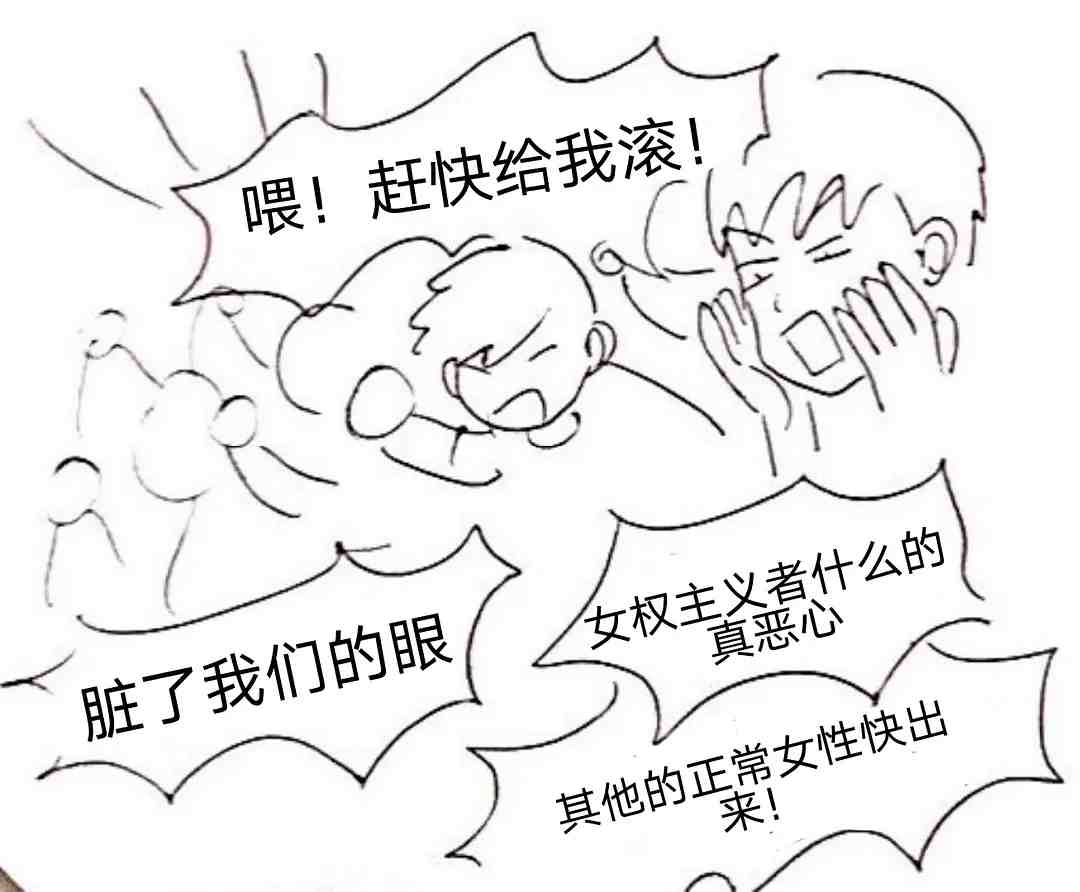 喂！赶快给我滚！
脏了我们的眼
女权主义者什么的
真恶心
其他的正常女性快出
来！